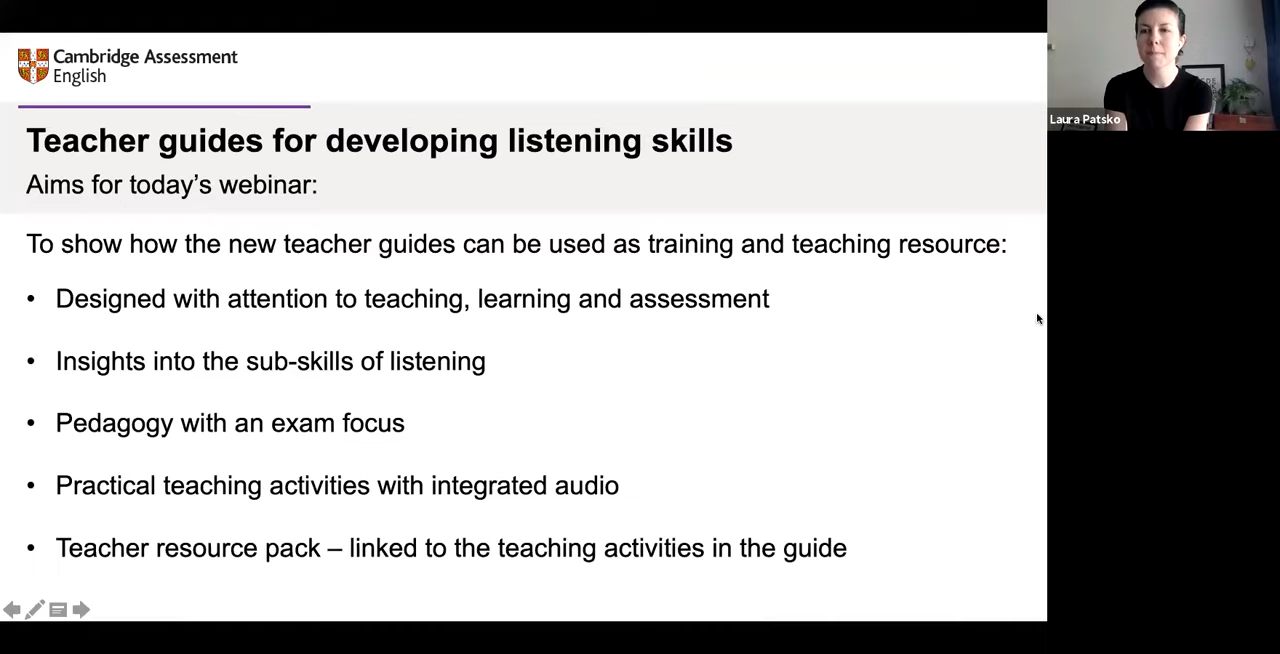 Cambridge Assessment
English
Teacher guides for developing listening skills
Aims for today's webinar:
To show how the new teacher guides can be used as training and teaching resource:
• Designed with attention to teaching, learning and assessment
• Insights into the sub-skills of listening
• Pedagogy with an exam focus
• Practical teaching activities with integrated audio
• Teacher resource pack – linked to the teaching activities in the guide
Laura Patsko